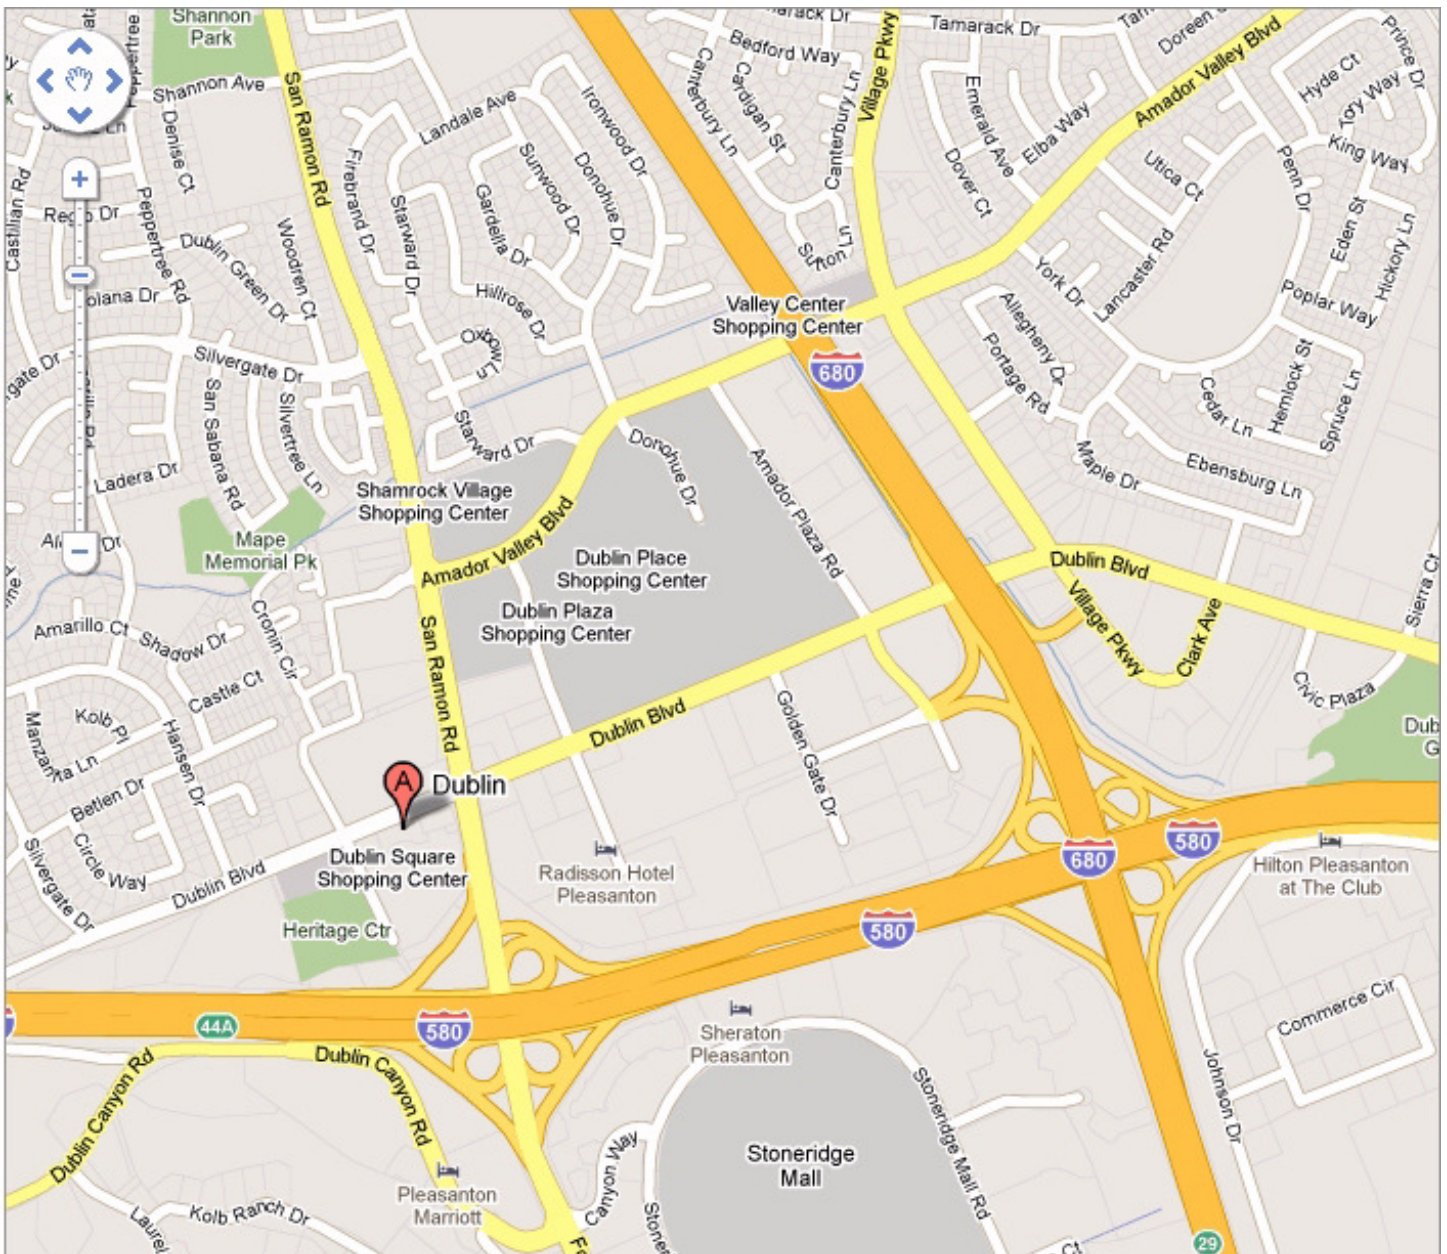 Shannon
Park
Tamarack Dr
Bedford Way
Village Pkwy
Amador Valley Blvd
Prince Dr
Hyde Ct
King Way
Shannon Ave
San Ramon Rd
Landale Ave
Ironwood Dr
Canterbury Ln
Cardigan St
Canterbury Ln
Emerald Ave
Elba Way
Dover Ct
Utica Ct
Penn Dr
Denise Ct
Firebrand Dr
Sunwood Dr
Donohue Dr
Castilian Rd
Peppertree Rd
Starward Dr
Gardella Dr
Eden St
Hickory Ln
Dublin Green Dr
Woodren Ct
York Dr
Lancaster Rd
Poplar Way
Hillrose Dr
Oxbow Ln
Valley Center
Shopping Center
Allegheny Dr
Portage Rd
680
Silvergate Dr
San Sabana Rd
Silvertree Ln
Cedar Ln
Hemlock St
Spruce Ln
Starward Dr
Donohue Dr
Amador Plaza Rd
Maple Dr
Ebensburg Ln
Ladera Dr
Shamrock Village
Shopping Center
Mape
Memorial Pk
Amador Valley Blvd
Dublin Place
Shopping Center
Dublin Blvd
Dublin Plaza
Shopping Center
Village Pkwy
Clark Ave
Sierra Ct
Amarillo Ct
Shadow Dr
Cronin Cir
San Ramon Rd
Castle Ct
Civic Plaza
Kolb Pl
Manzanita Ln
Hansen Dr
Dublin Blvd
Golden Gate Dr
A
Dublin
Betlen Dr
Circle Way
Silvergate Dr
Dublin Blvd
Dublin Square
Shopping Center
Radisson Hotel
Pleasanton
680
580
Hilton Pleasanton
at The Club
Heritage Ctr
580
44A
580
Sheraton
Pleasanton
Commerce Cir
Johnson Dr
Dublin Canyon Rd
Dublin Canyon Rd
Stoneridge Mall Rd
Stoneridge
Mall
Canyon Way
Pleasanton
Marriott
Kolb Ranch Dr
29